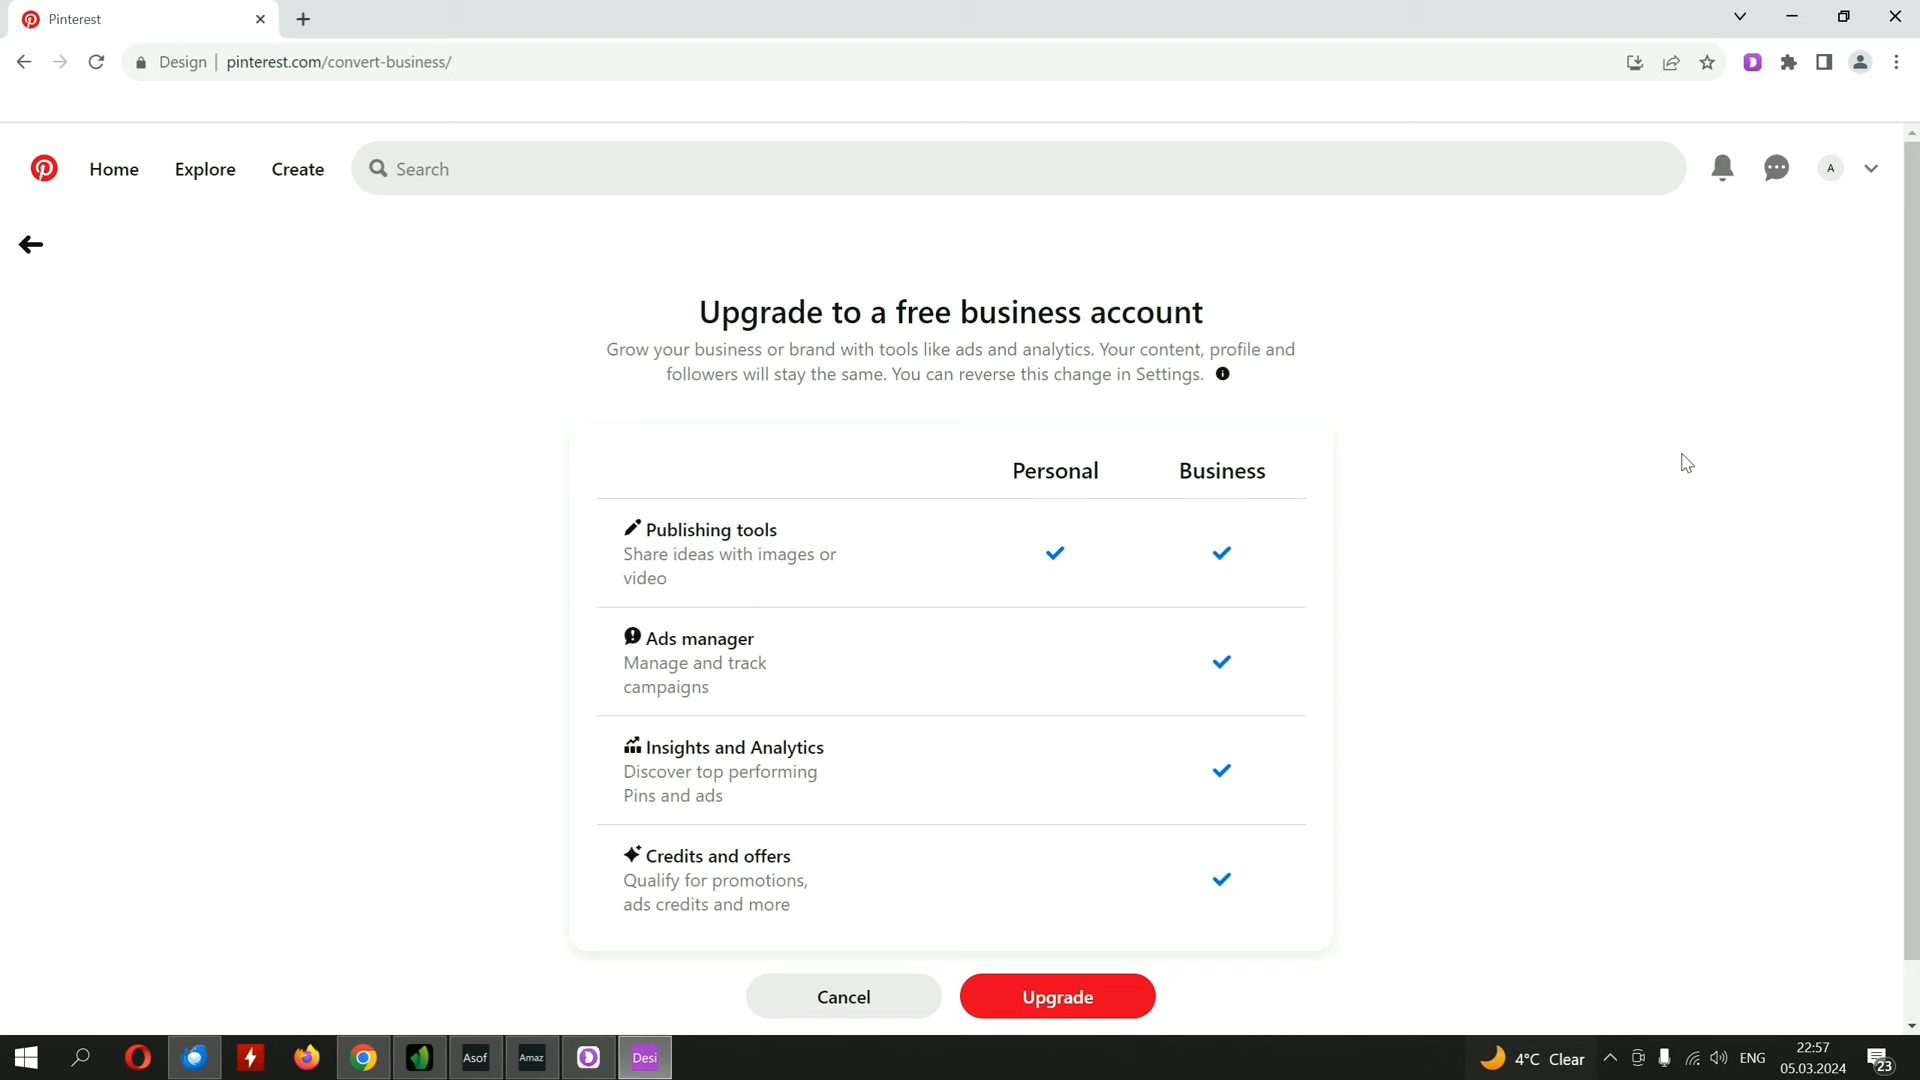 Pinterest
Design | pinterest.com/convert-business/
Home Explore Create Search A
Upgrade to a free business account
Grow your business or brand with tools like ads and analytics. Your content, profile and
followers will stay the same. You can reverse this change in Settings.
Personal Business
Publishing tools
Share ideas with images or
video
Ads manager
Manage and track
campaigns
Insights and Analytics
Discover top performing
Pins and ads
Credits and offers
Qualify for promotions,
ads credits and more
Cancel Upgrade
Asof Amaz Desi 4°C Clear ENG 22:57
05.03.2024 23